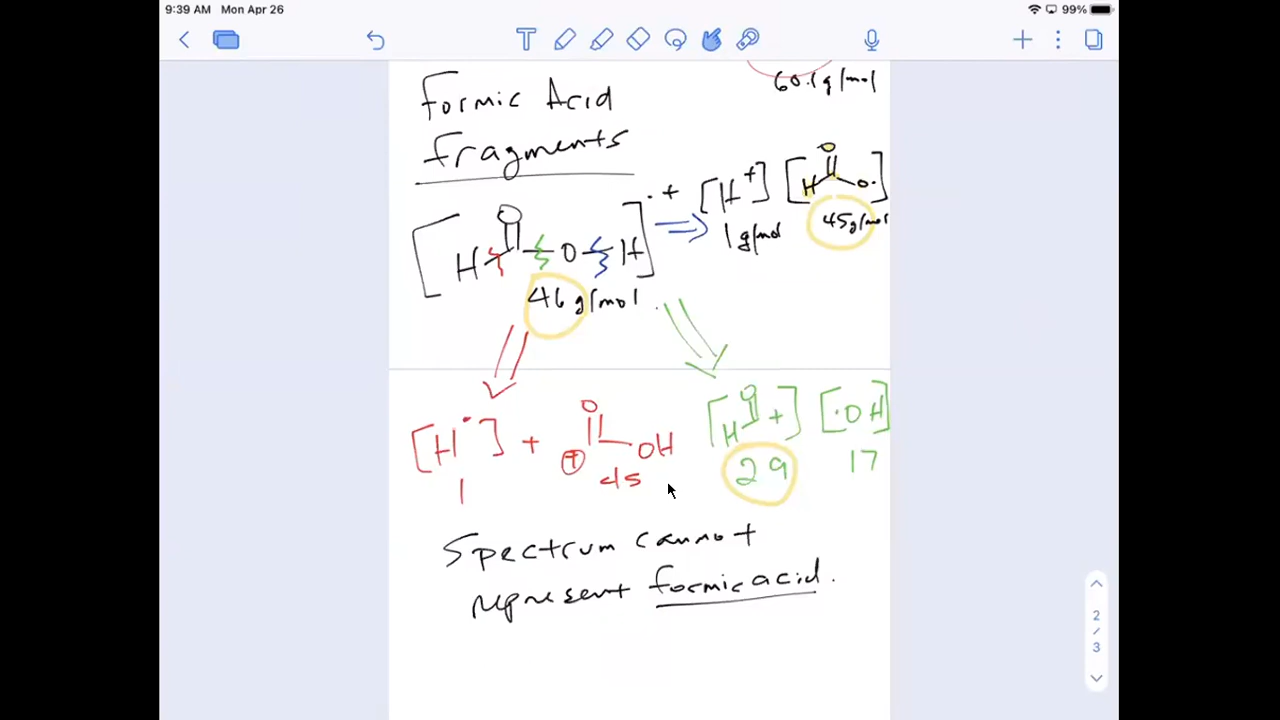 9:39 AM Mon Apr 26
99%
T
60.1 g/mol
Formic Acid
fragments
[H-C(=O)-O-H]·+
O
H O H
46 g/mol
[H+]
1 g/mol
O
[H O·]
45 g/mol
[H·] + ⊕ OH
O
1
45
O
[H +] [·OH]
29
17
Spectrum cannot
represent formic acid.
2
/
3